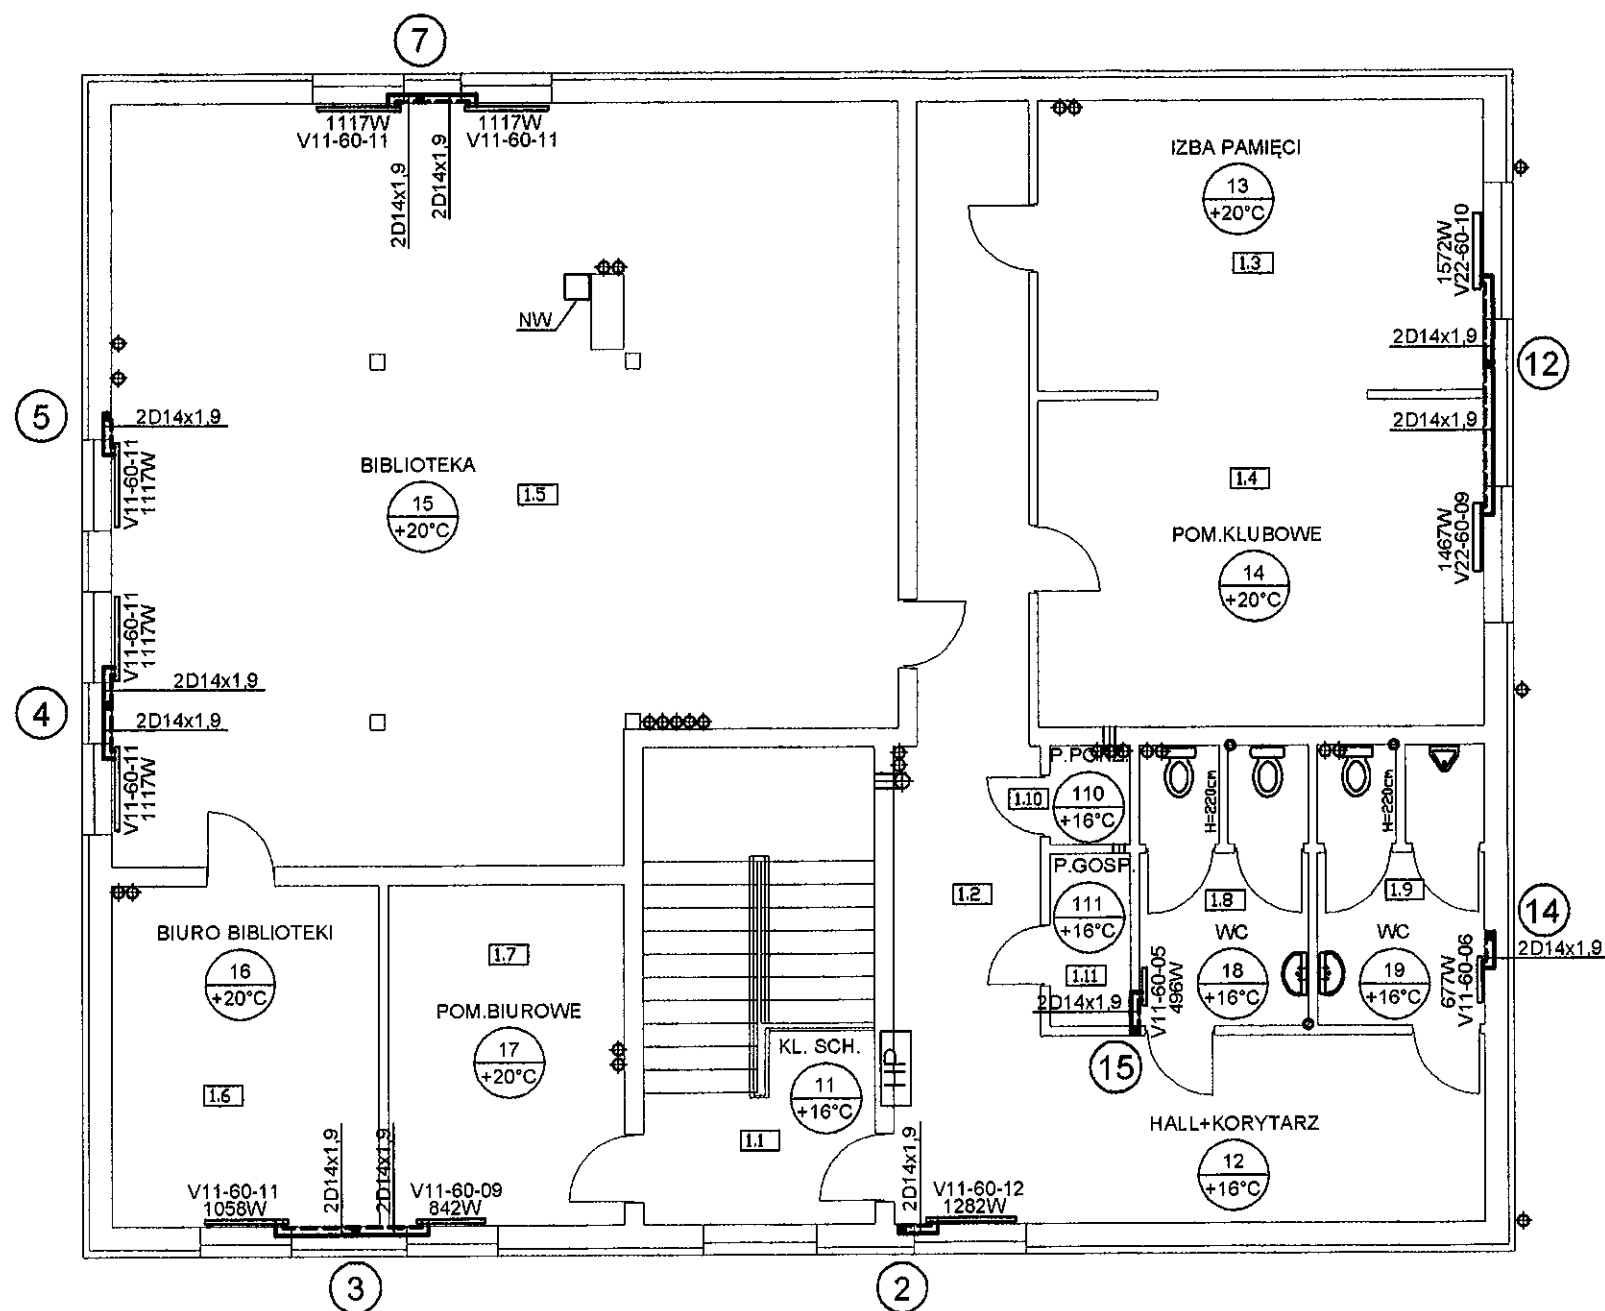 7
1117W
V11-60-11
1117W
V11-60-11
2D14x1,9
2D14x1,9
IZBA PAMIĘCI
13
+20°C
1.3
1572W
V22-60-10
2D14x1,9
12
2D14x1,9
NW
5
2D14x1,9
V11-60-11
1117W
BIBLIOTEKA
15
+20°C
1.5
1.4
POM.KLUBOWE
14
+20°C
1467W
V22-60-09
V11-60-11
1117W
2D14x1,9
4
2D14x1,9
V11-60-11
1117W
1.10
110
+16°C
H=220cm
H=220cm
P.GOSP.
111
+16°C
1.2
1.8
1.9
14
2D14x1,9
BIURO BIBLIOTEKI
16
+20°C
1.7
POM.BIUROWE
17
+20°C
1.6
1.11
2D14x1,9
V11-60-05
496W
WC
18
+16°C
WC
19
+16°C
677W
V11-60-06
KL. SCH.
11
+16°C
HP
15
1.1
HALL+KORYTARZ
12
+16°C
2D14x1,9
2D14x1,9
V11-60-11
1058W
V11-60-09
842W
2D14x1,9
V11-60-12
1282W
3
2